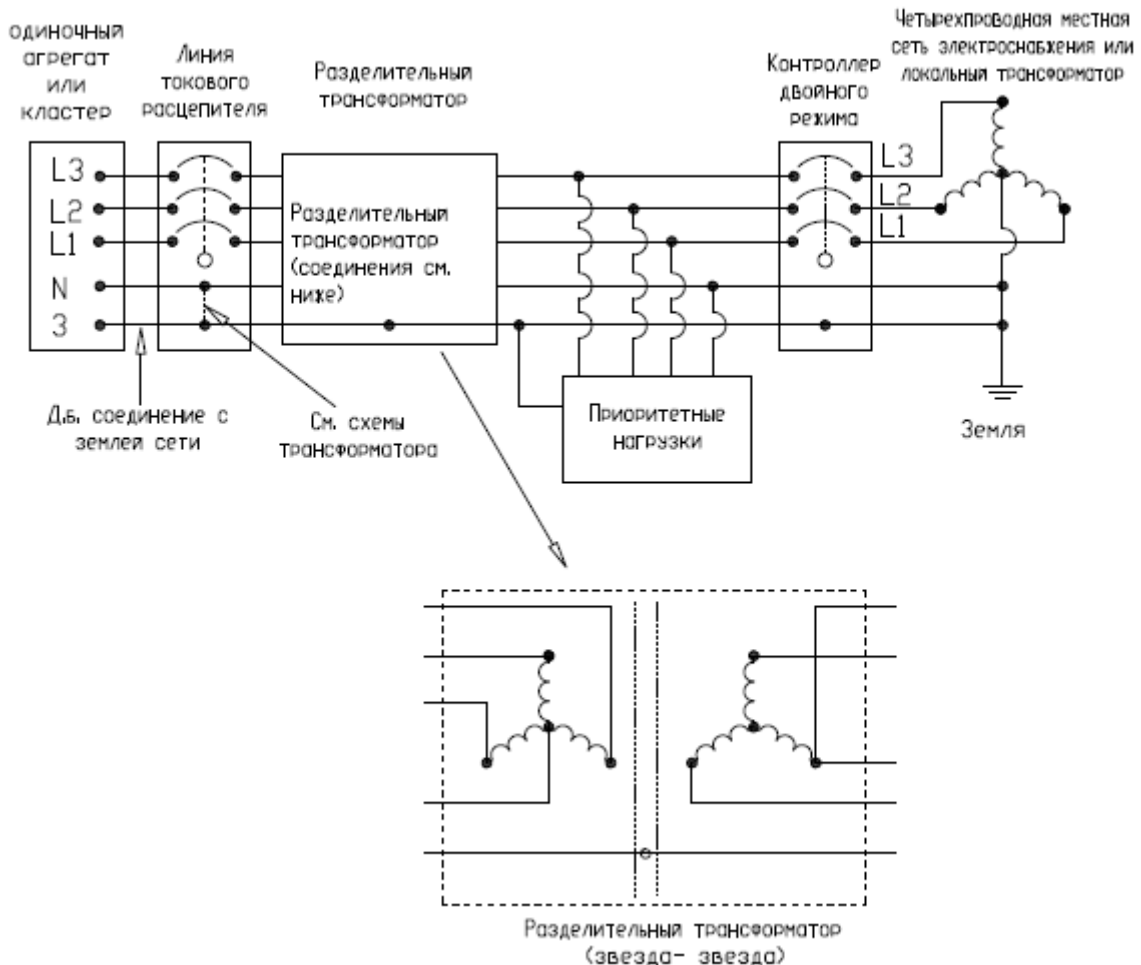 одиночный
агрегат
или
кластер
Линия
токового
расцепителя
Разделительный
трансформатор
Контроллер
двойного
режима
Четырехпроводная местная
сеть электроснабжения или
локальный трансформатор
L3
L2
L1
N
З
Разделительный
трансформатор
(соединения см.
ниже)
L3
L2
L1
Д.б. соединение с
землей сети
См. схемы
трансформатора
Приоритетные
нагрузки
Земля
Разделительный трансформатор
(звезда- звезда)